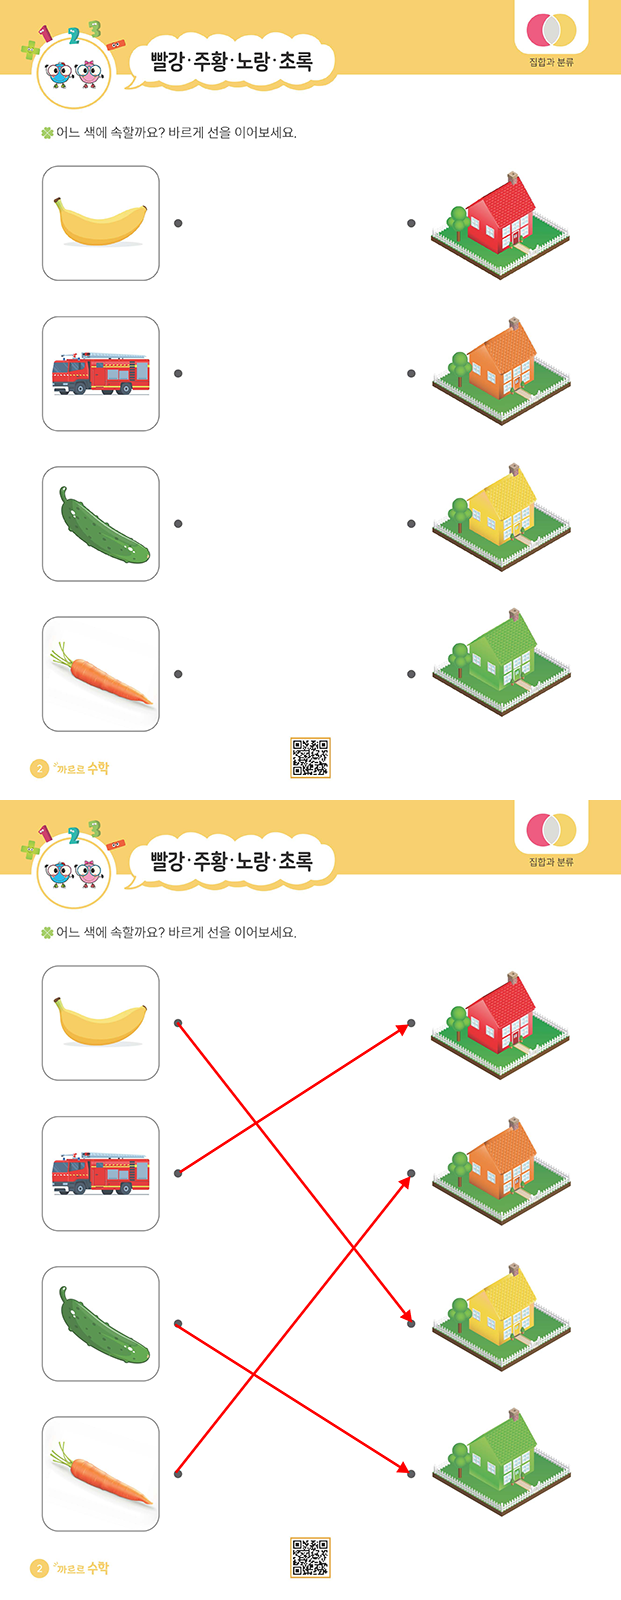 1 2 3
빨강·주황·노랑·초록
집합과 분류
어느 색에 속할까요? 바르게 선을 이어보세요.
2 까르르 수학
1 2 3
빨강·주황·노랑·초록
집합과 분류
어느 색에 속할까요? 바르게 선을 이어보세요.
2 까르르 수학